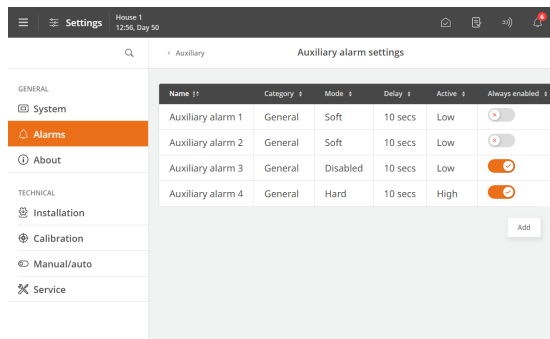 Settings
House 1
12:56, Day 50
6
Auxiliary
Auxiliary alarm settings
GENERAL
System
Alarms
About
TECHNICAL
Installation
Calibration
Manual/auto
Service
Name Category Mode Delay Active Always enabled
Auxiliary alarm 1 General Soft 10 secs Low
Auxiliary alarm 2 General Soft 10 secs Low
Auxiliary alarm 3 General Disabled 10 secs Low
Auxiliary alarm 4 General Hard 10 secs High
Add